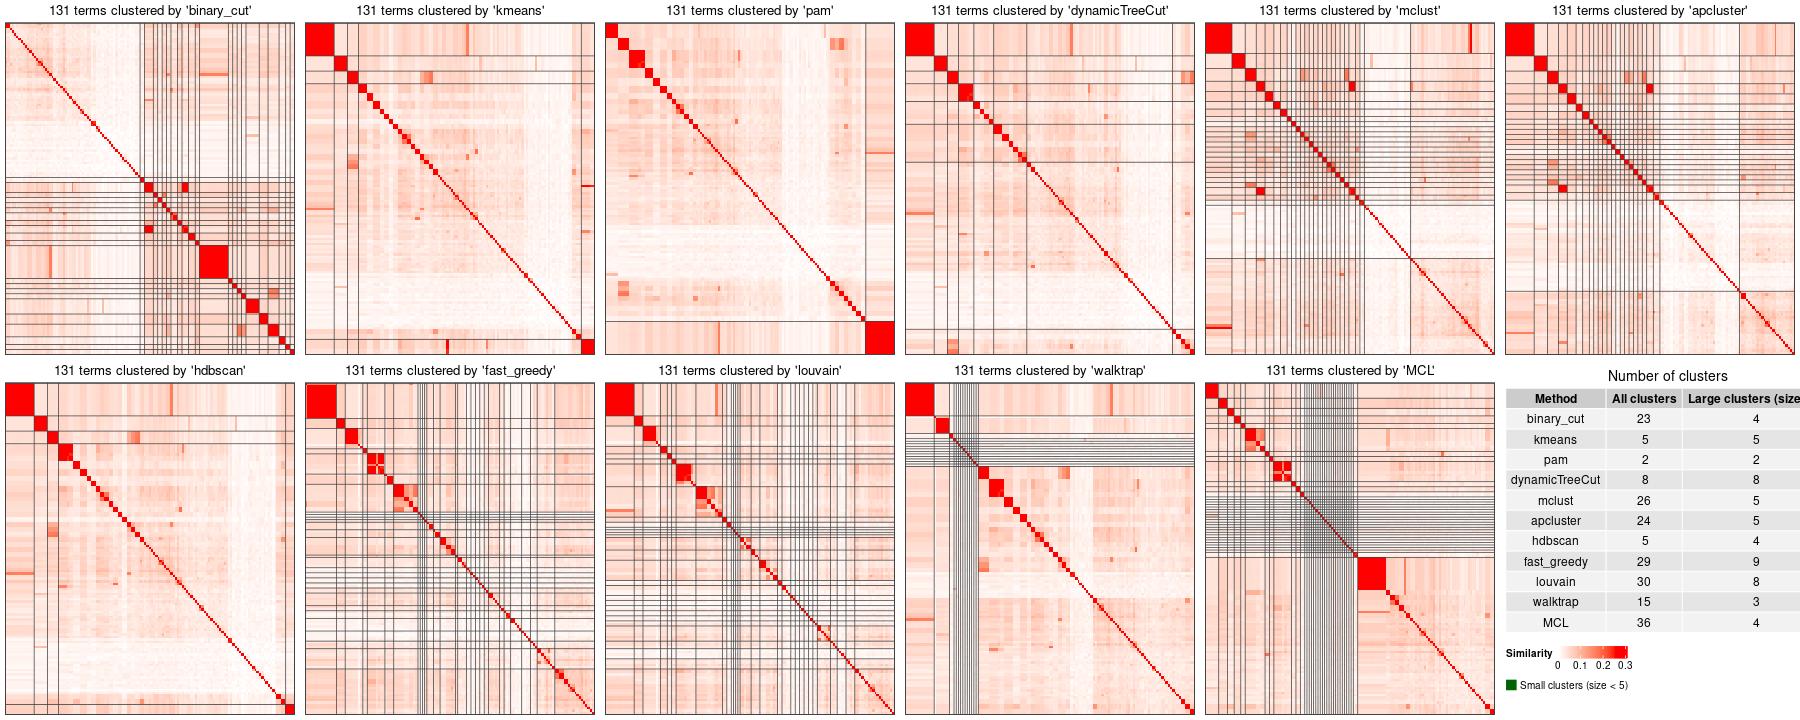 131 terms clustered by 'binary_cut'
131 terms clustered by 'kmeans'
131 terms clustered by 'pam'
131 terms clustered by 'dynamicTreeCut'
131 terms clustered by 'mclust'
131 terms clustered by 'apcluster'
131 terms clustered by 'hdbscan'
131 terms clustered by 'fast_greedy'
131 terms clustered by 'louvain'
131 terms clustered by 'walktrap'
131 terms clustered by 'MCL'
Number of clusters
Method All clusters Large clusters (size
binary_cut 23 4
kmeans 5 5
pam 2 2
dynamicTreeCut 8 8
mclust 26 5
apcluster 24 5
hdbscan 5 4
fast_greedy 29 9
louvain 30 8
walktrap 15 3
MCL 36 4
Similarity
0 0.1 0.2 0.3
Small clusters (size < 5)